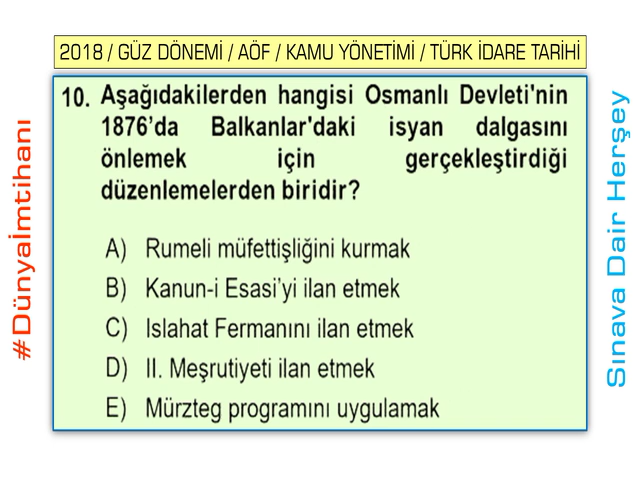 2018 / GÜZ DÖNEMİ / AÖF / KAMU YÖNETİMİ / TÜRK İDARE TARİHİ
10. Aşağıdakilerden hangisi Osmanlı Devleti'nin
1876’da Balkanlar'daki isyan dalgasını
önlemek için gerçekleştirdiği
düzenlemelerden biridir?
A) Rumeli müfettişliğini kurmak
B) Kanun-i Esasi’yi ilan etmek
C) Islahat Fermanını ilan etmek
D) II. Meşrutiyeti ilan etmek
E) Mürzteg programını uygulamak
#Dünyaİmtihanı
Sınava Dair Herşey